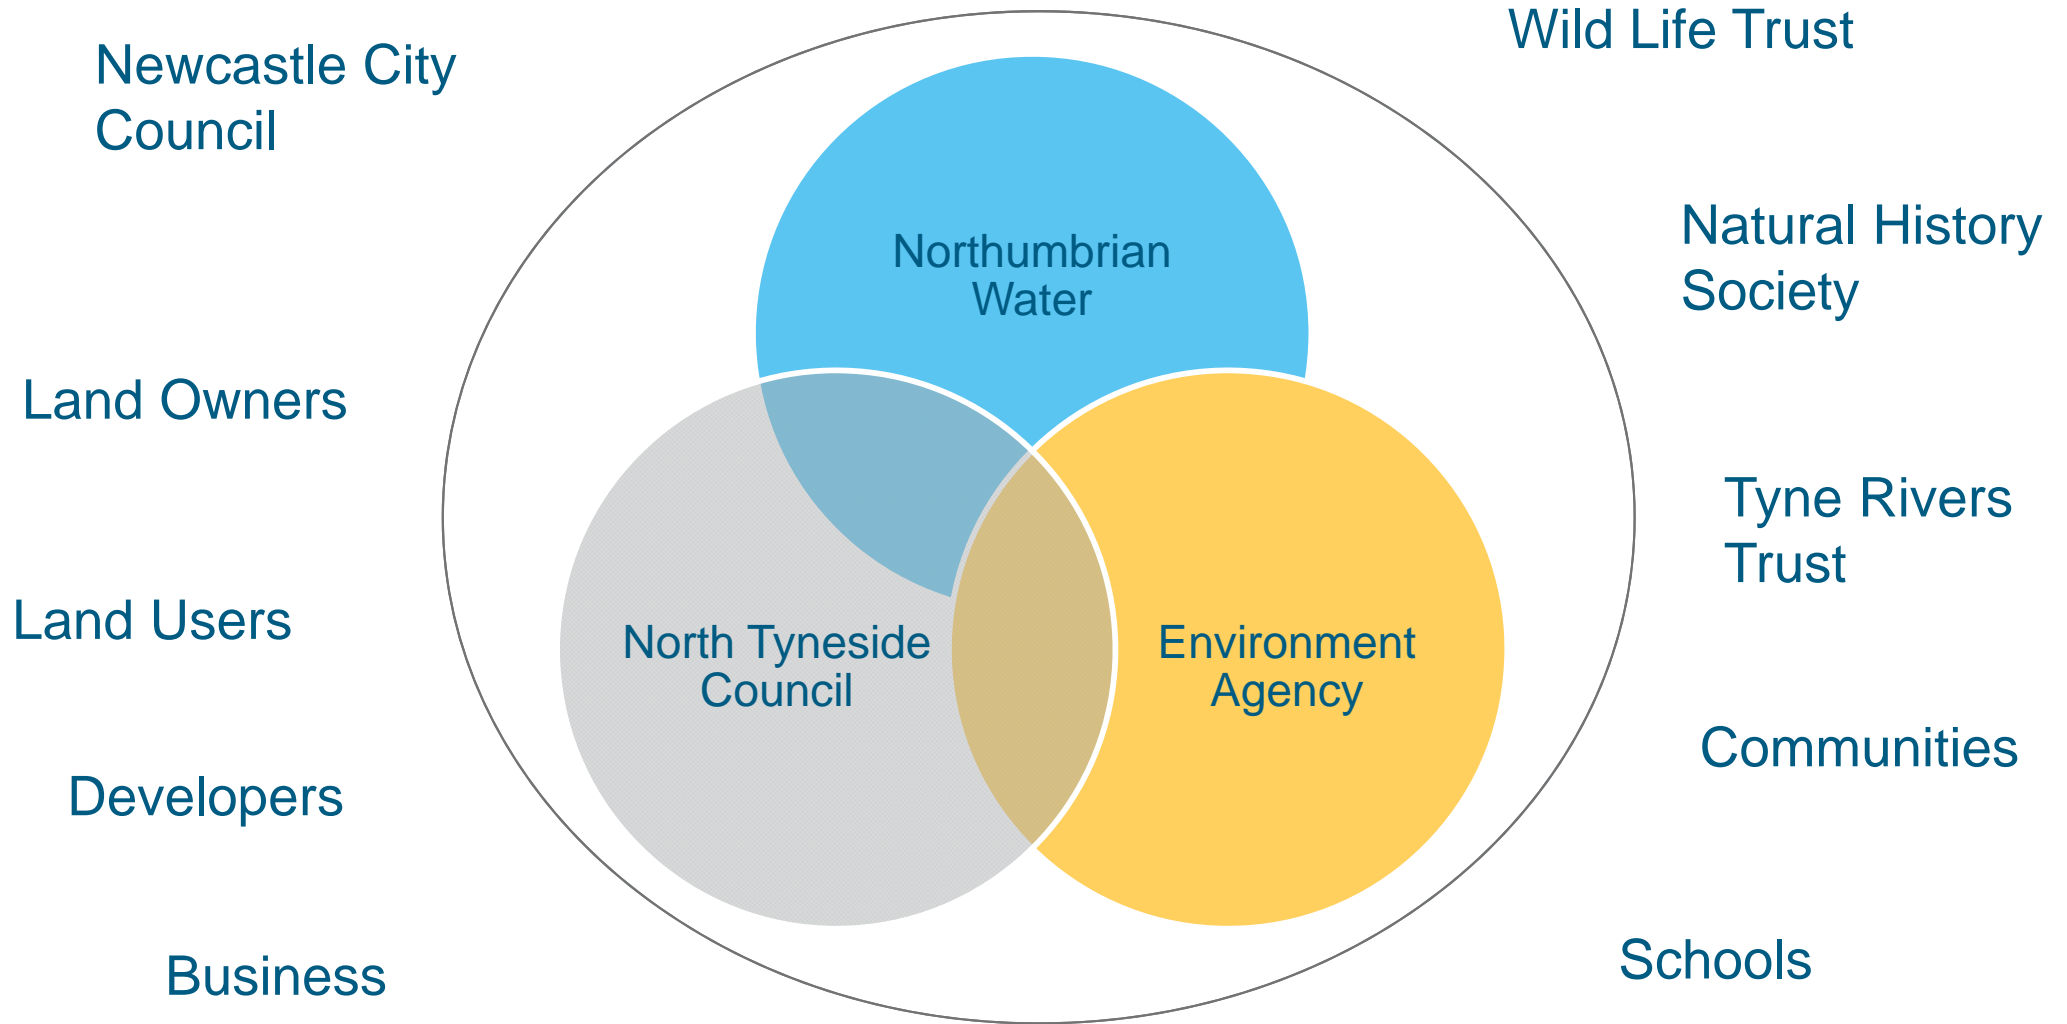 Newcastle City
Council
Wild Life Trust
Northumbrian
Water
Natural History
Society
Land Owners
Tyne Rivers
Trust
Land Users
North Tyneside
Council
Environment
Agency
Communities
Developers
Business
Schools